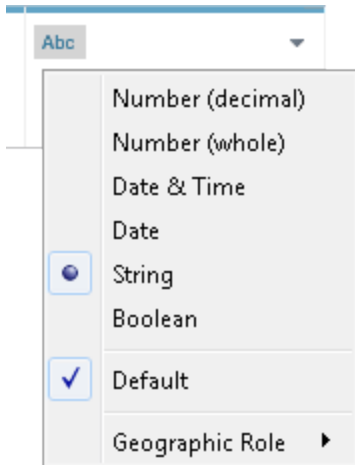 Abc
Number (decimal)
Number (whole)
Date & Time
Date
String
Boolean
Default
Geographic Role